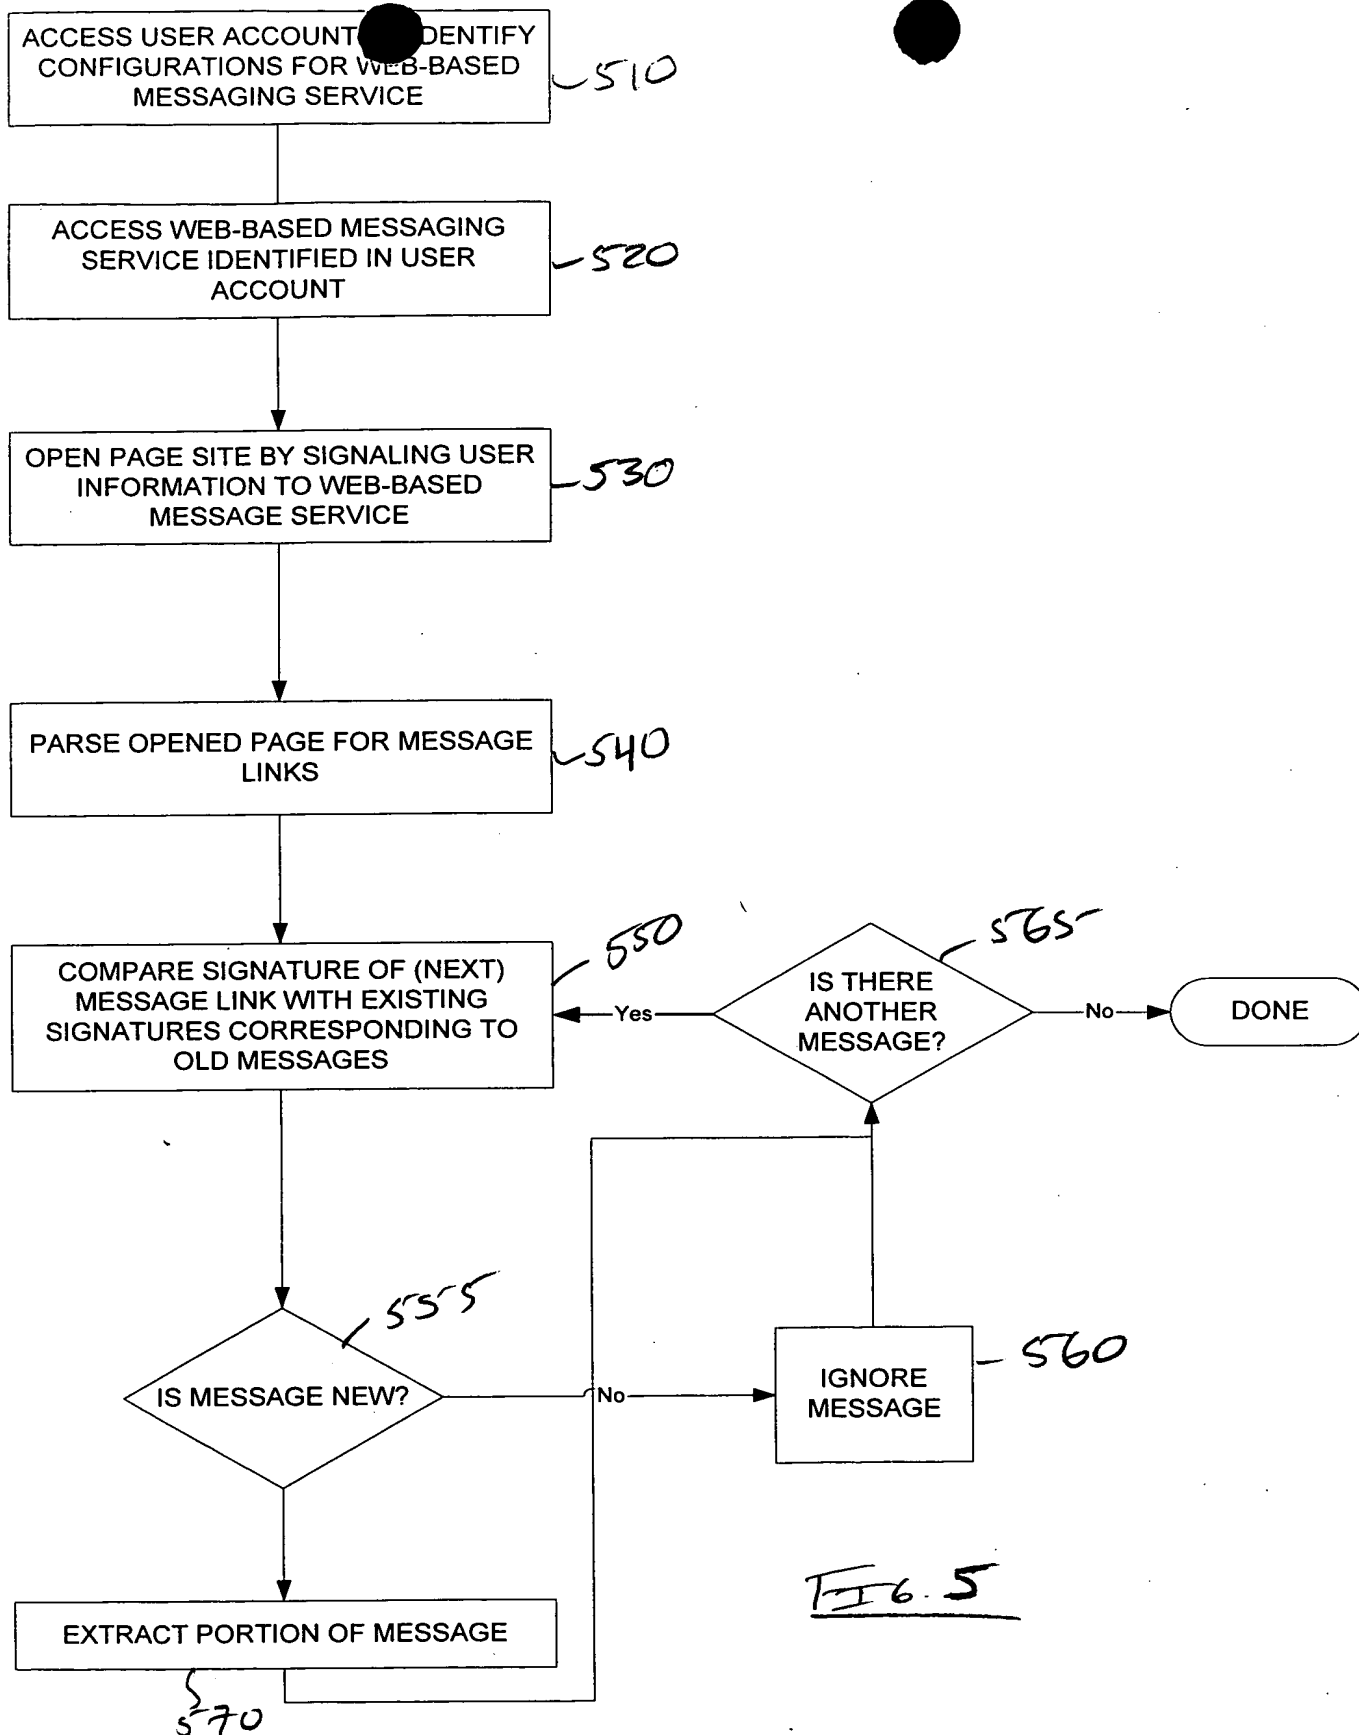 ACCESS USER ACCOUNT DENTIFY
CONFIGURATIONS FOR WEB-BASED
MESSAGING SERVICE
510
ACCESS WEB-BASED MESSAGING
SERVICE IDENTIFIED IN USER
ACCOUNT
520
OPEN PAGE SITE BY SIGNALING USER
INFORMATION TO WEB-BASED
MESSAGE SERVICE
530
PARSE OPENED PAGE FOR MESSAGE
LINKS
540
COMPARE SIGNATURE OF (NEXT)
MESSAGE LINK WITH EXISTING
SIGNATURES CORRESPONDING TO
OLD MESSAGES
550
Yes
IS THERE
ANOTHER
MESSAGE?
565
No
DONE
IS MESSAGE NEW?
555
No
IGNORE
MESSAGE
560
EXTRACT PORTION OF MESSAGE
570
FIG. 5